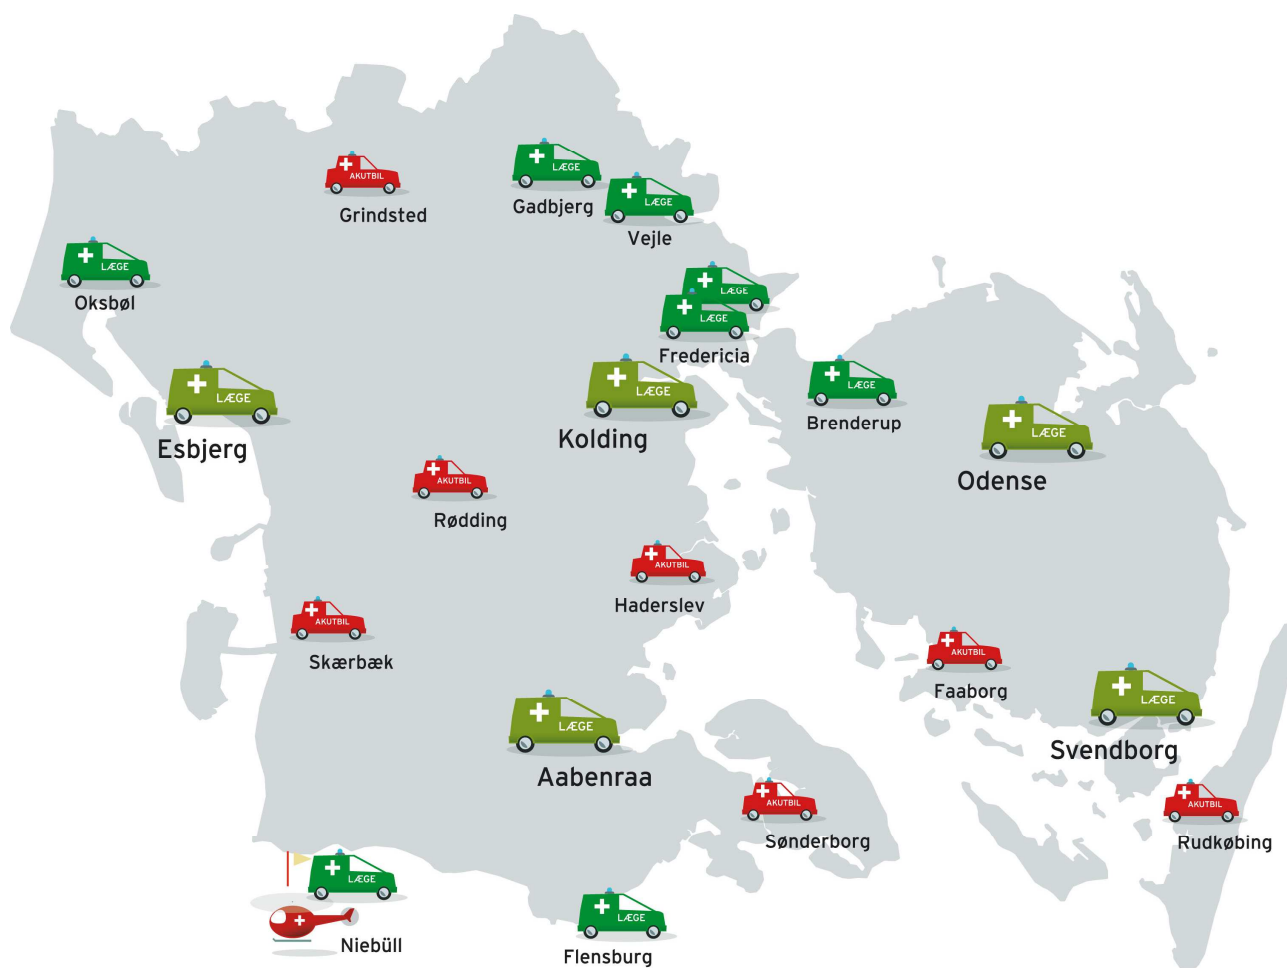 LÆGE
Gadbjerg
AKUTBIL
Grindsted
LÆGE
Vejle
LÆGE
Oksbøl
LÆGE
LÆGE
Fredericia
LÆGE
Esbjerg
LÆGE
Kolding
LÆGE
Brenderup
LÆGE
Odense
AKUTBIL
Rødding
AKUTBIL
Haderslev
AKUTBIL
Skærbæk
AKUTBIL
Faaborg
LÆGE
Svendborg
LÆGE
Aabenraa
AKUTBIL
Sønderborg
AKUTBIL
Rudkøbing
LÆGE
Niebüll
LÆGE
Flensburg